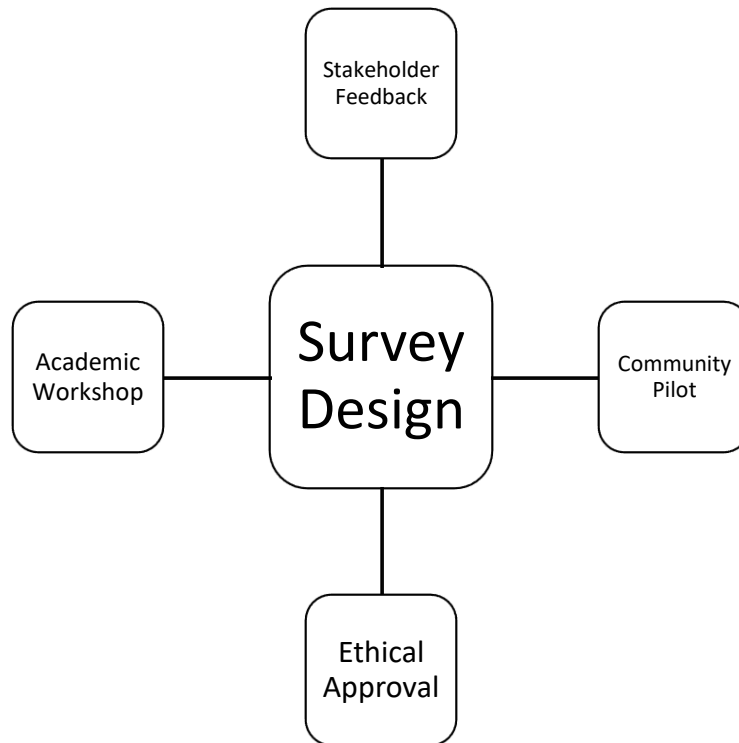 Stakeholder
Feedback
Academic
Workshop
Survey
Design
Community
Pilot
Ethical
Approval